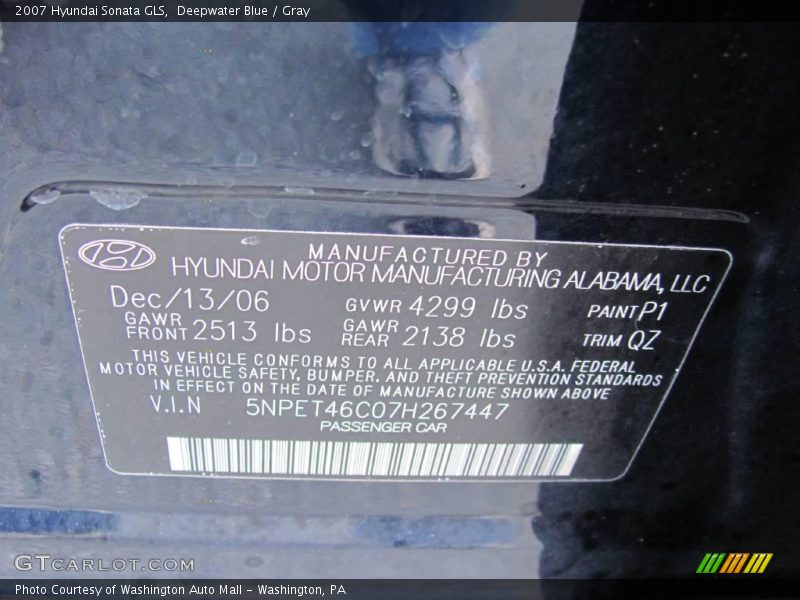 2007 Hyundai Sonata GLS, Deepwater Blue / Gray
MANUFACTURED BY
HYUNDAI MOTOR MANUFACTURING ALABAMA, LLC
Dec/13/06 GVWR 4299 lbs PAINT P1
GAWR FRONT 2513 lbs GAWR REAR 2138 lbs TRIM QZ
THIS VEHICLE CONFORMS TO ALL APPLICABLE U.S.A. FEDERAL
MOTOR VEHICLE SAFETY, BUMPER, AND THEFT PREVENTION STANDARDS
IN EFFECT ON THE DATE OF MANUFACTURE SHOWN ABOVE
V.I.N 5NPET46C07H267447
PASSENGER CAR
GTCARLOT.COM
Photo Courtesy of Washington Auto Mall - Washington, PA